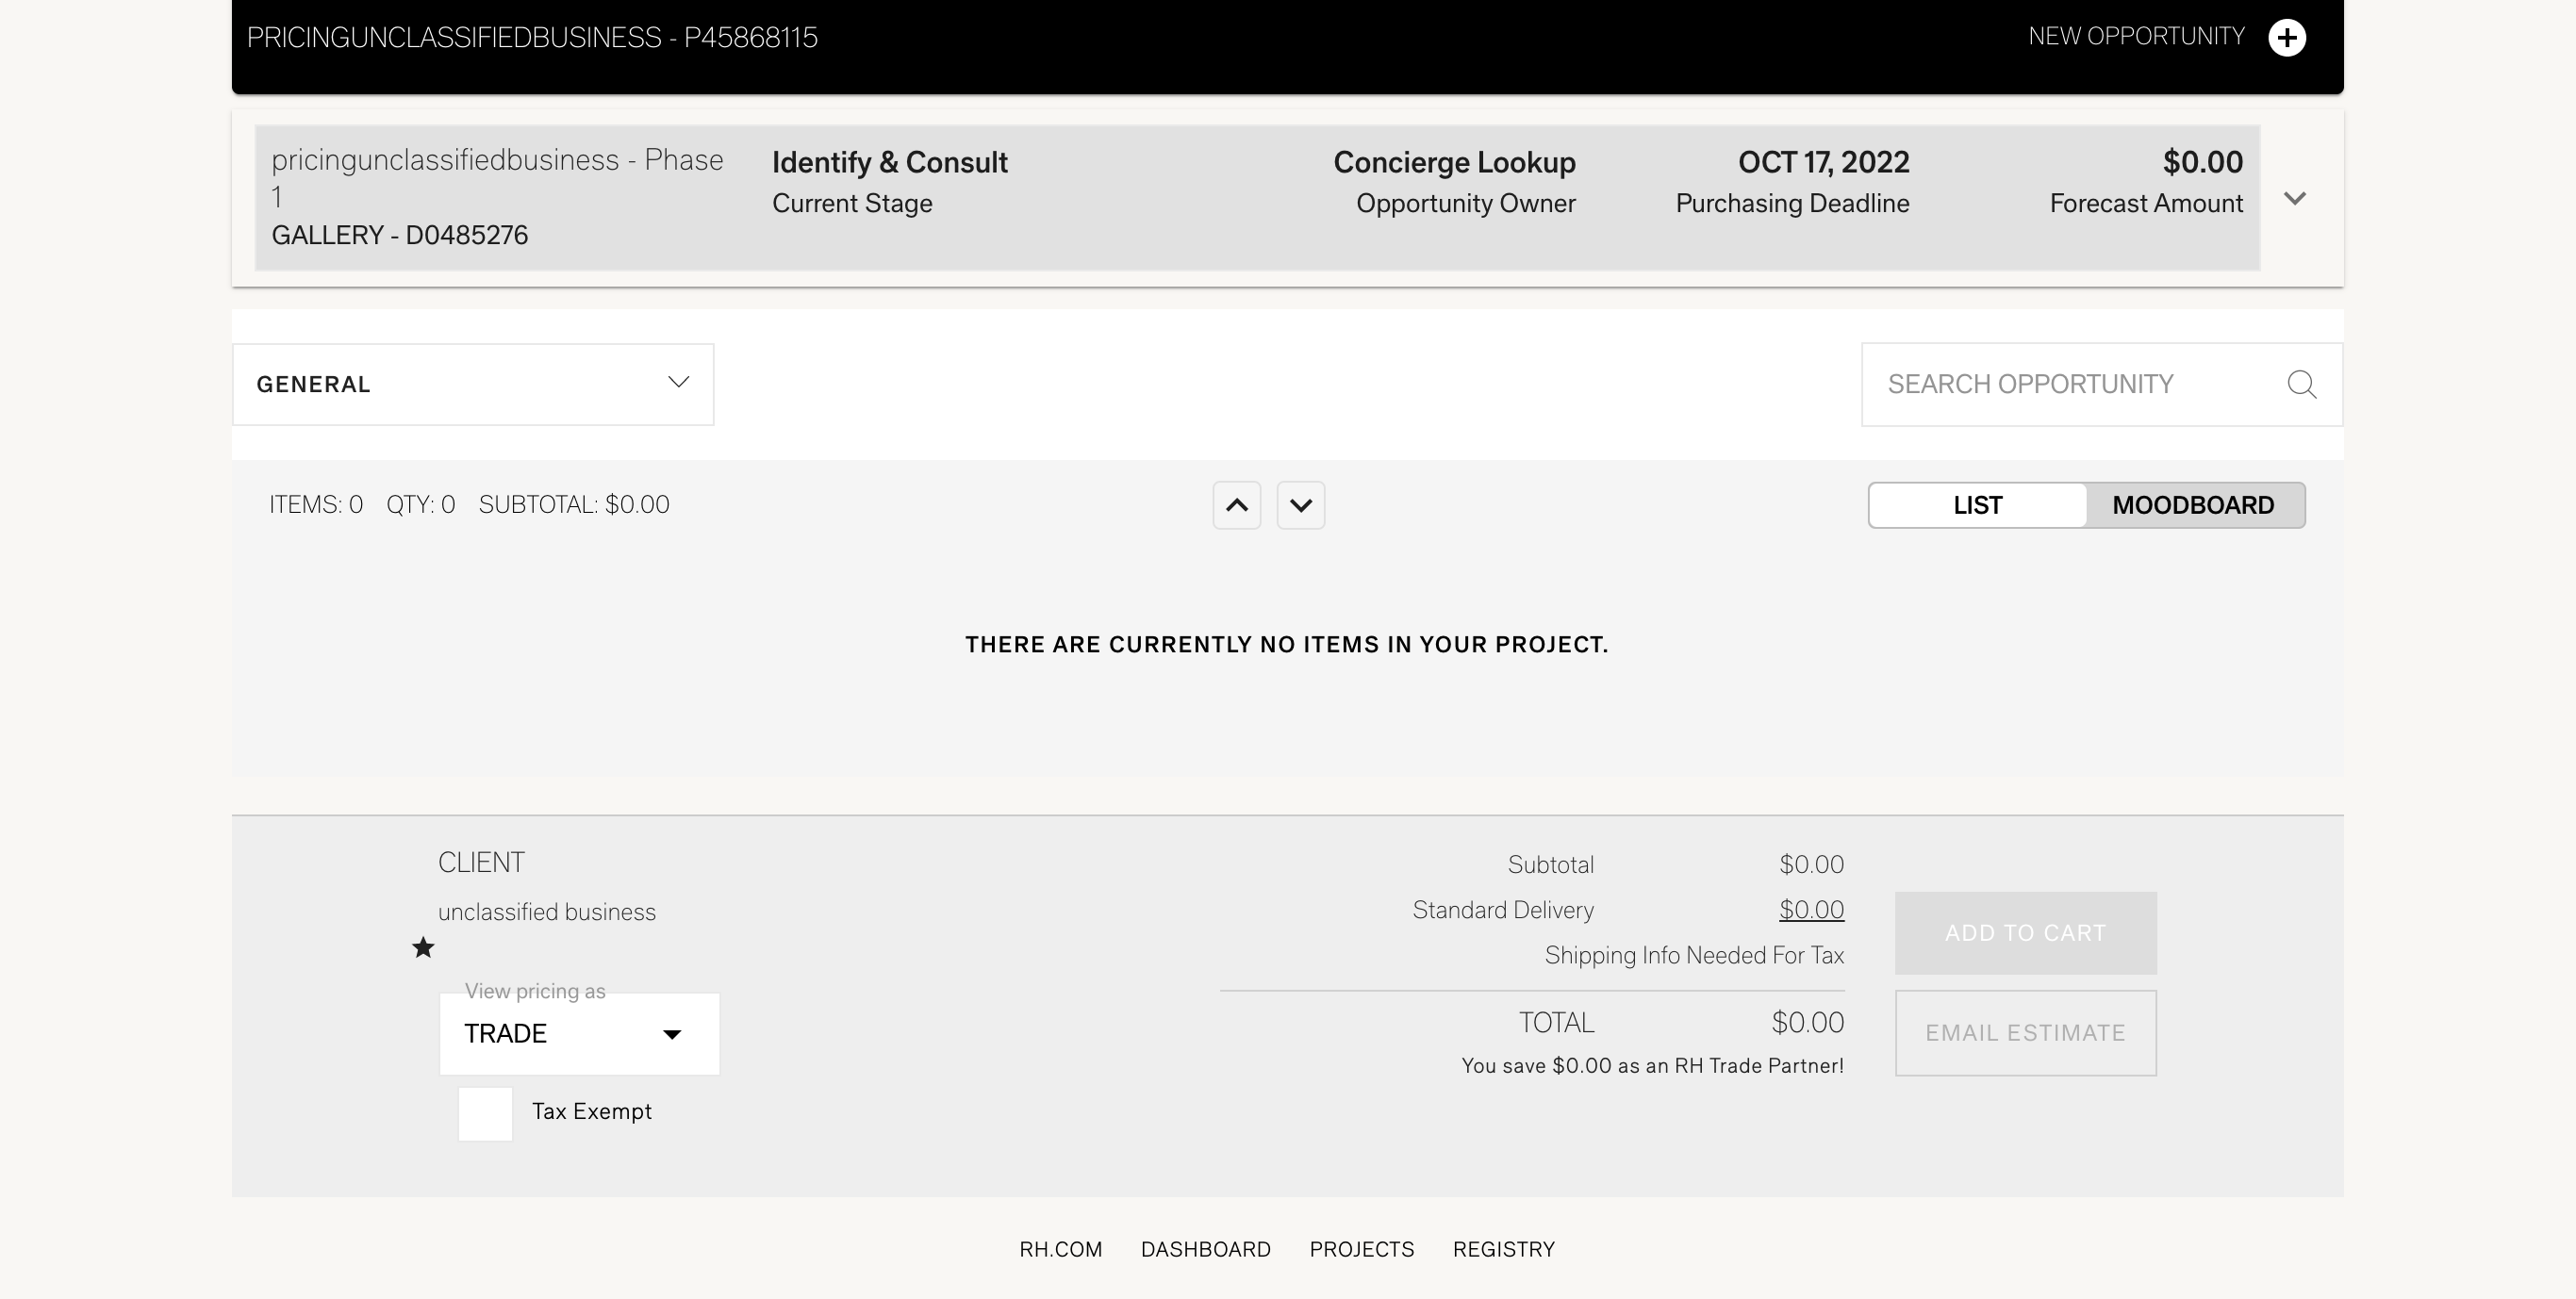 PRICINGUNCLASSIFIEDBUSINESS - P45868115
NEW OPPORTUNITY
pricingunclassifiedbusiness - Phase
1
GALLERY - D0485276
Identify & Consult
Current Stage
Concierge Lookup
Opportunity Owner
OCT 17, 2022
Purchasing Deadline
$0.00
Forecast Amount
GENERAL
SEARCH OPPORTUNITY
ITEMS: 0 QTY: 0 SUBTOTAL: $0.00
LIST
MOODBOARD
THERE ARE CURRENTLY NO ITEMS IN YOUR PROJECT.
CLIENT
unclassified business
View pricing as
TRADE
Tax Exempt
Subtotal $0.00
Standard Delivery $0.00
Shipping Info Needed For Tax
TOTAL $0.00
You save $0.00 as an RH Trade Partner!
ADD TO CART
EMAIL ESTIMATE
RH.COM DASHBOARD PROJECTS REGISTRY